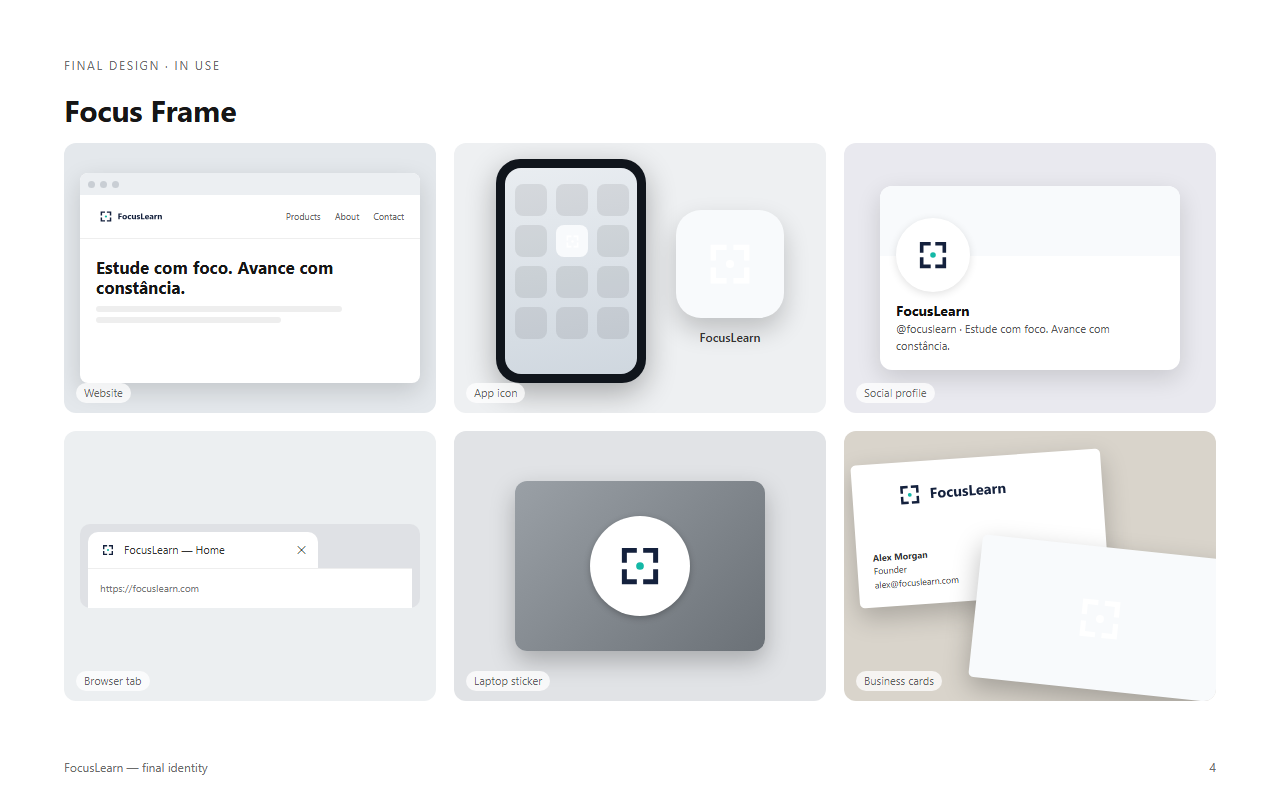 FINAL DESIGN · IN USE
Focus Frame
FocusLearn
Products
About
Contact
Estude com foco. Avance com
constância.
Website
FocusLearn
App icon
FocusLearn
@focuslearn · Estude com foco. Avance com
constância.
Social profile
FocusLearn — Home
https://focuslearn.com
Browser tab
Laptop sticker
FocusLearn
Alex Morgan
Founder
alex@focuslearn.com
Business cards
FocusLearn — final identity
4